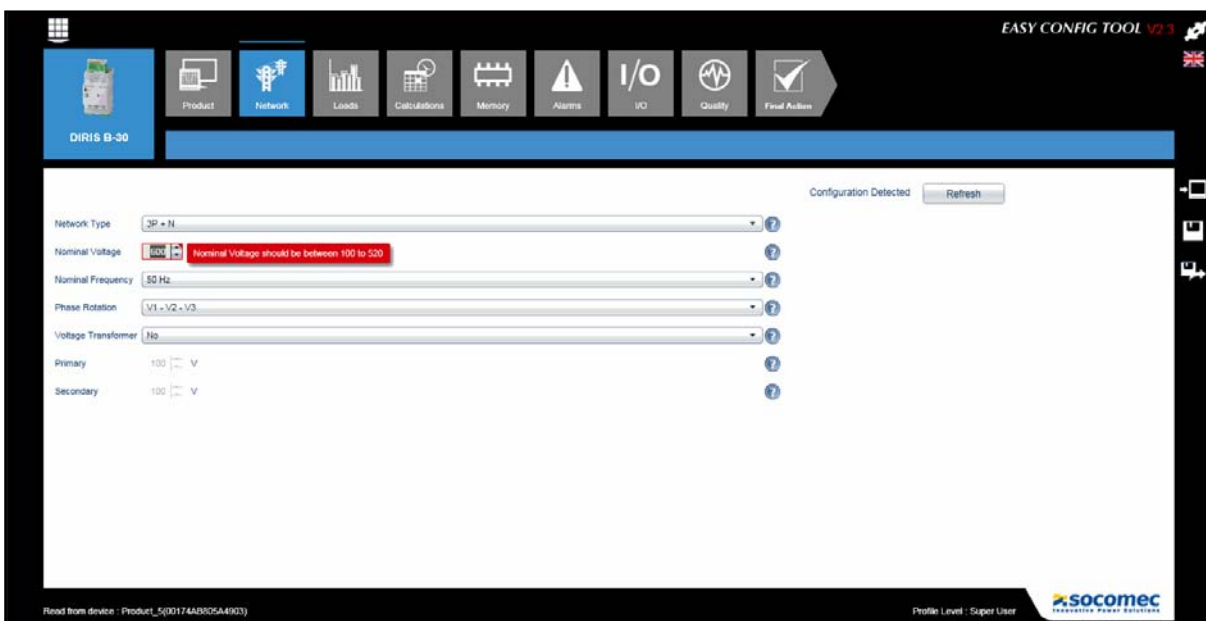 EASY CONFIG TOOL V2.3
DIRIS B-30
Product
Network
Loads
Calculations
Memory
Alarms
I/O
I/O
Quality
Final Action
Configuration Detected
Refresh
Network Type
3P + N
Nominal Voltage
600
Nominal Voltage should be between 100 to 520
Nominal Frequency
50 Hz
Phase Rotation
V1 - V2 - V3
Voltage Transformer
No
Primary
100
V
Secondary
100
V
Read from device : Product_5(00174AB805A4903)
Profile Level : Super User
socomec
Innovative Power Solutions